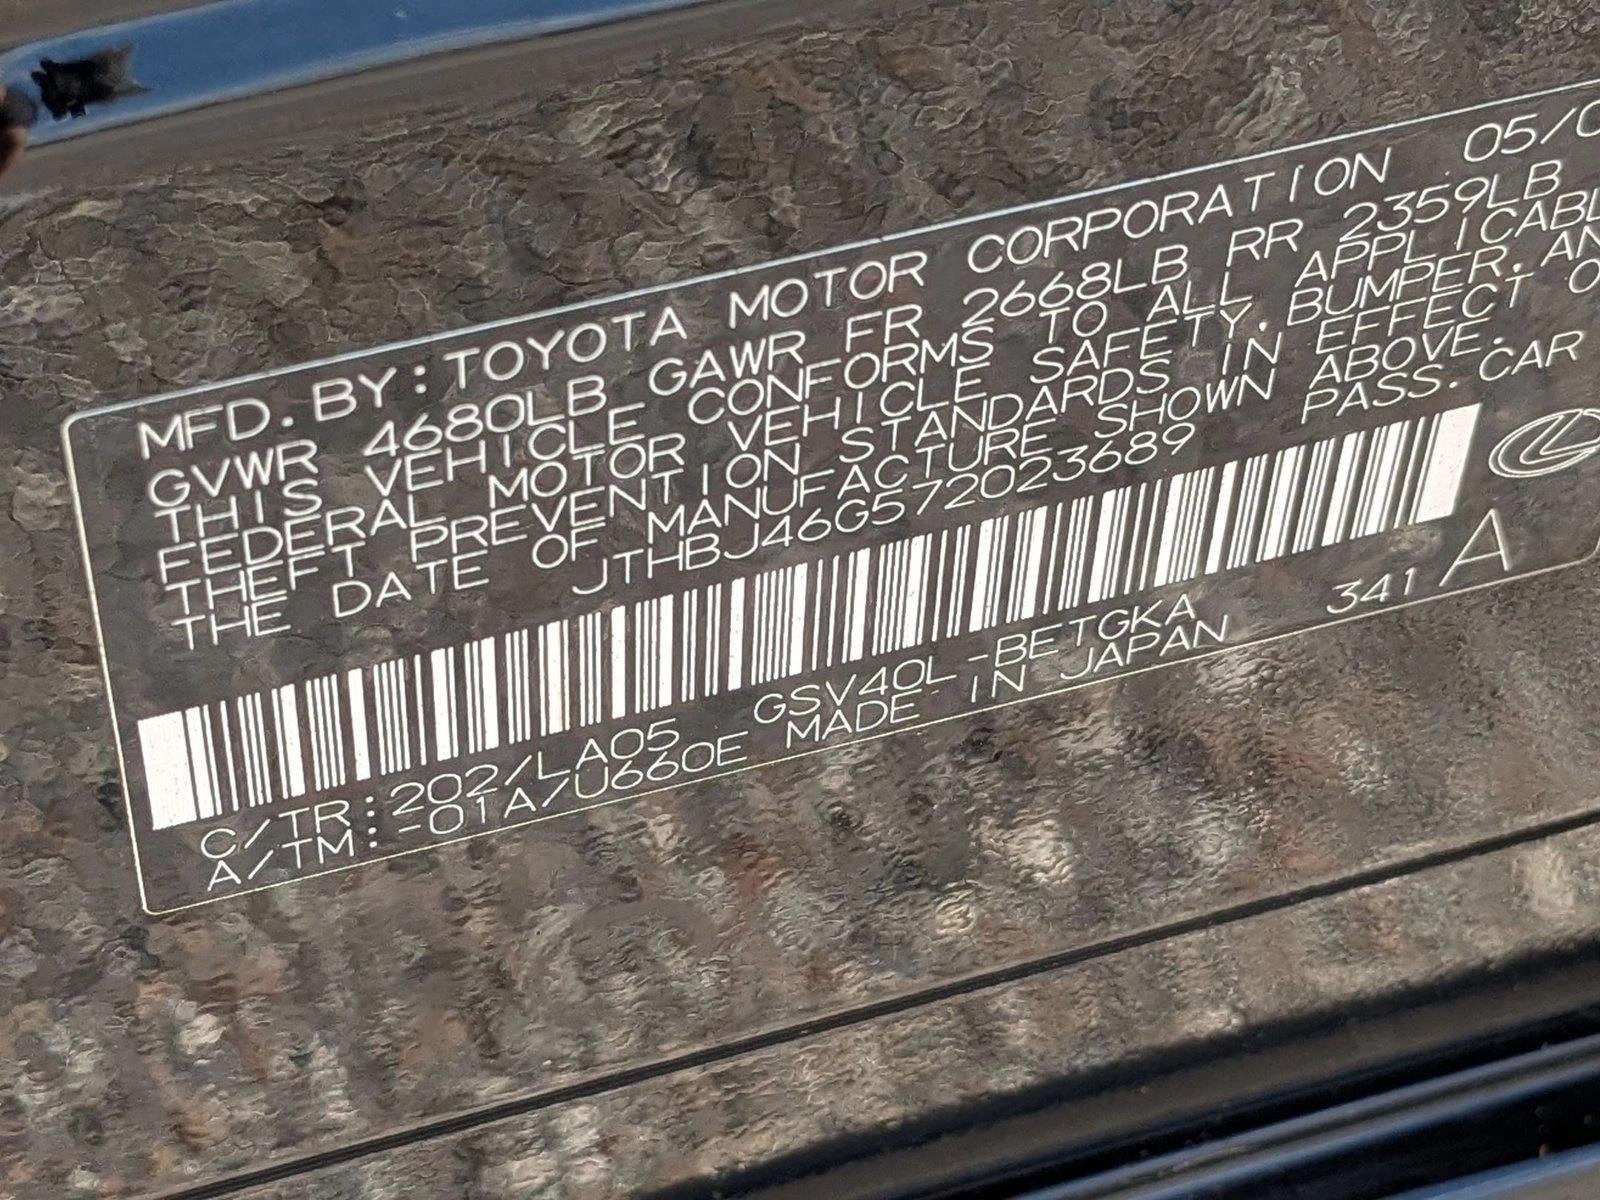 MFD. BY: TOYOTA MOTOR CORPORATION 05/0
GVWR 4680LB GAWR FR 2668LB RR 2359LB
THIS VEHICLE CONFORMS TO ALL APPLICABL
FEDERAL MOTOR VEHICLE SAFETY, BUMPER, AN
THEFT PREVENTION STANDARDS IN EFFECT O
THE DATE OF MANUFACTURE SHOWN ABOVE.
JTHBJ46G572023689 PASS. CAR
C/TR: 202/LA05 GSV40L-BETGKA
A/TM: -01A/U660E MADE IN JAPAN 341 A